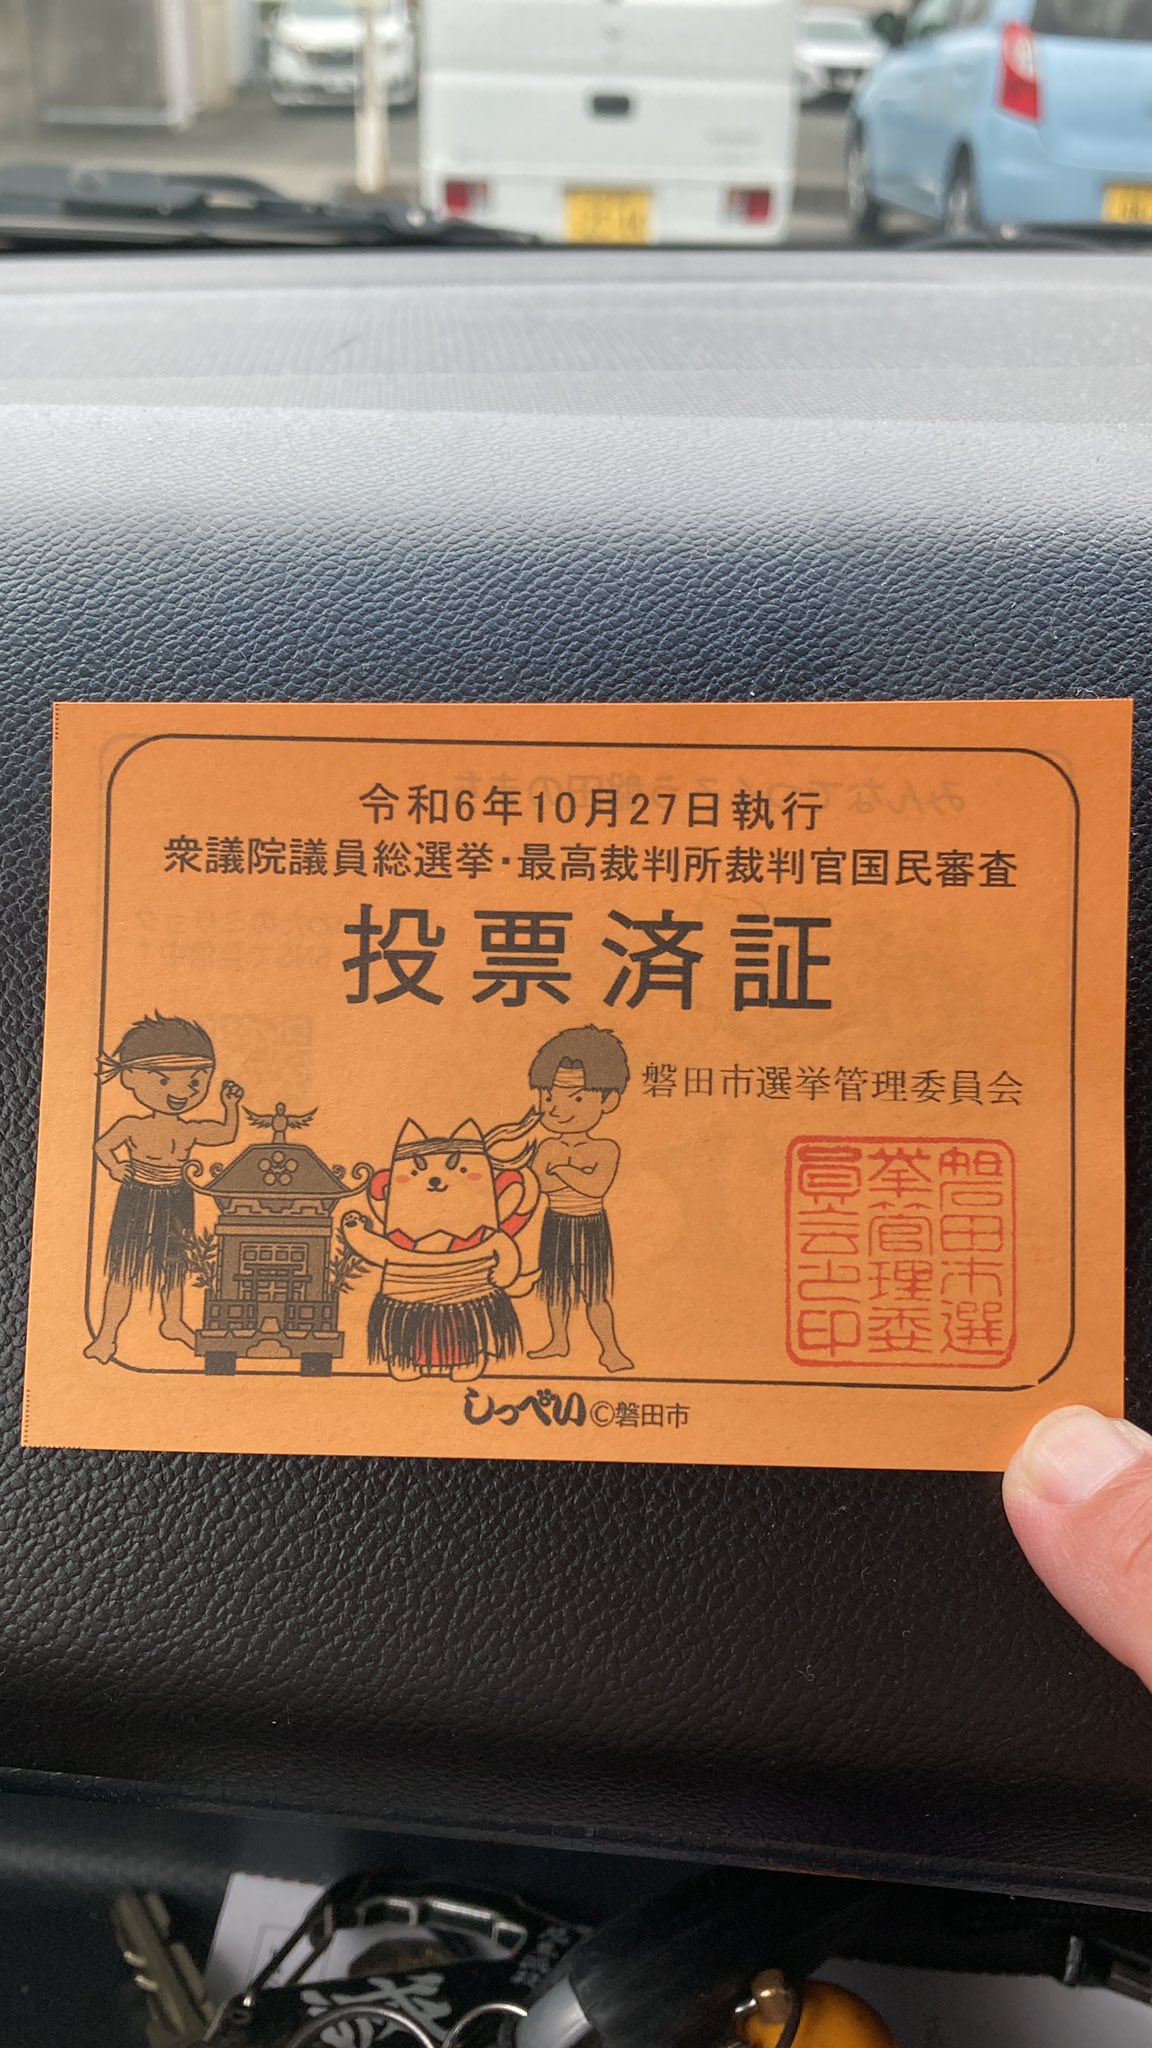 令和6年10月27日執行
衆議院議員総選挙・最高裁判所裁判官国民審査
投票済証
磐田市選挙管理委員会
磐田市選
挙管理委
員会之印
しっぺい©磐田市